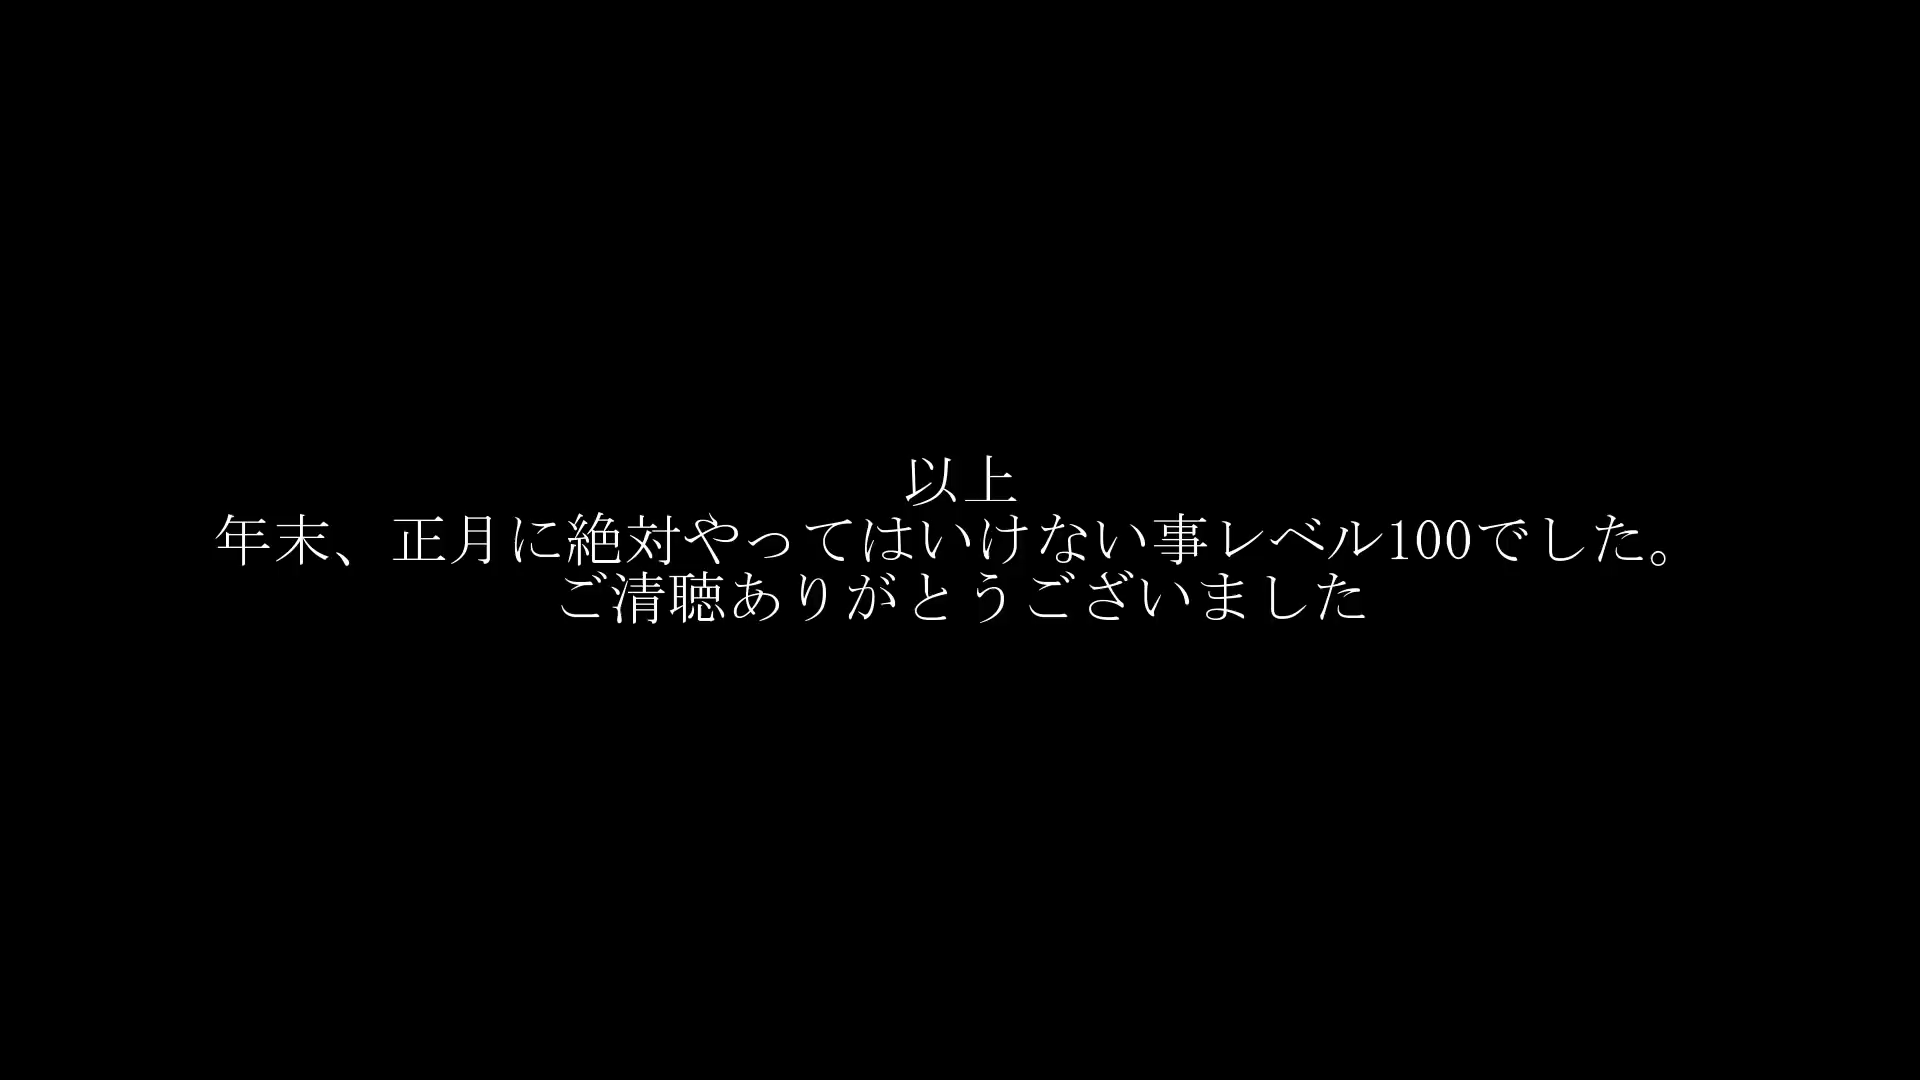 以上
年末、正月に絶対やってはいけない事レベル100でした。
ご清聴ありがとうございました